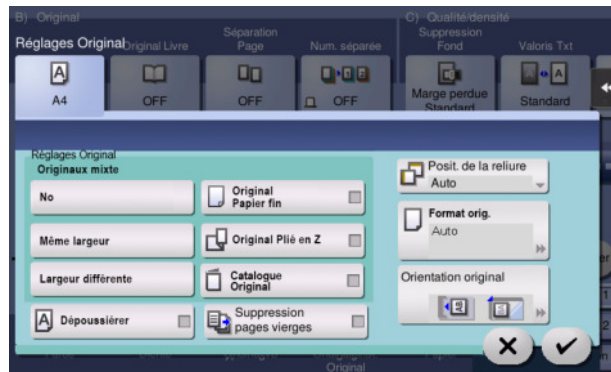 B) Original
C) Qualité/densité
Réglages Original
Original Livre
Séparation
Page
Num. séparée
Suppression
Fond
Valoris Txt
A4
OFF
OFF
OFF
Marge perdue
Standard
Standard
Réglages Original
Originaux mixte
No
Original
Papier fin
Même largeur
Original Plié en Z
Largeur différente
Catalogue
Original
Dépoussiérer
Suppression
pages vierges
Posit. de la reliure
Auto
Format orig.
Auto
Orientation original
Original